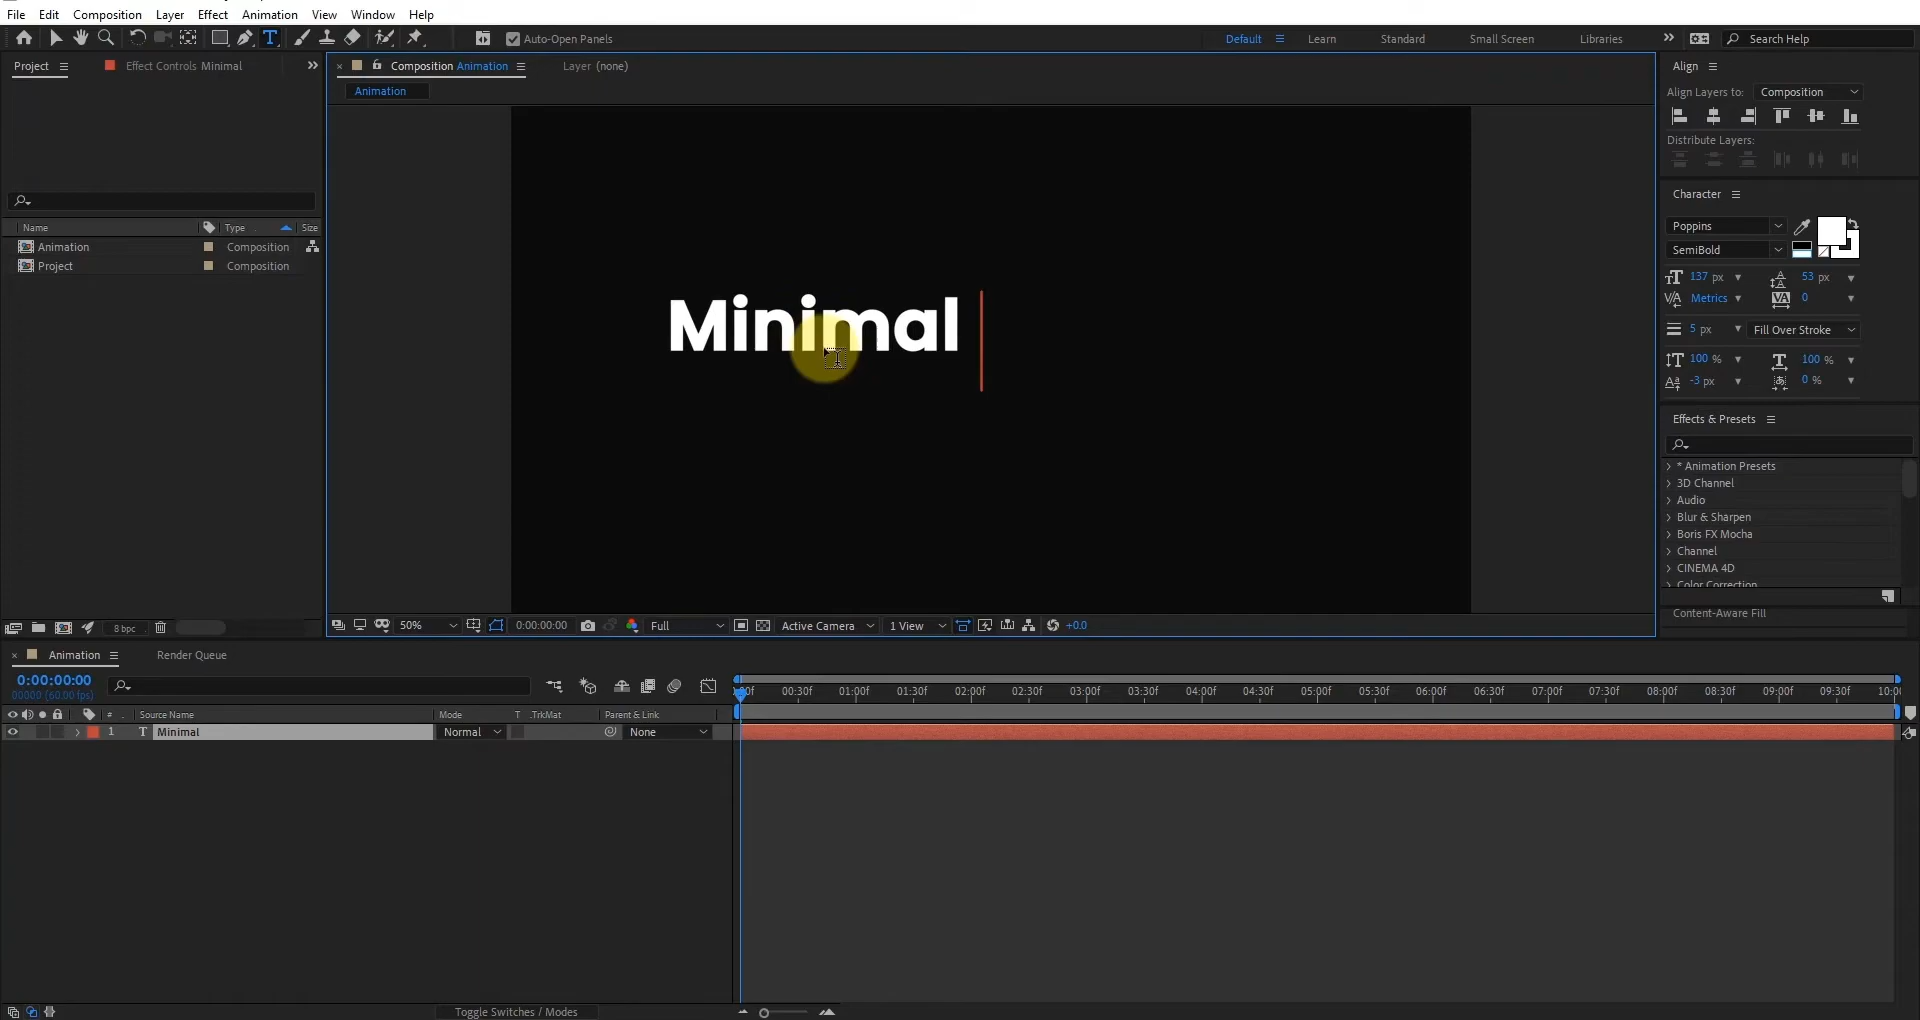 File Edit Composition Layer Effect Animation View Window Help
T Auto-Open Panels Default Learn Standard Small Screen Libraries Search Help
Project Effect Controls Minimal
Composition Animation Layer (none)
Animation
Name Type Size
Animation Composition
Project Composition
Minimal
8 bpc
50% 0:00:00:00 Full Active Camera 1 View +0.0
Align
Align Layers to: Composition
Distribute Layers:
Character
Poppins
SemiBold
137 px 53 px
Metrics 0
5 px Fill Over Stroke
100 % 100 %
-3 px 0 %
Effects & Presets
* Animation Presets
3D Channel
Audio
Blur & Sharpen
Boris FX Mocha
Channel
CINEMA 4D
Color Correction
Content-Aware Fill
Animation Render Queue
0:00:00:00
00000 (60.00 fps)
00:30f 01:00f 01:30f 02:00f 02:30f 03:00f 03:30f 04:00f 04:30f 05:00f 05:30f 06:00f 06:30f 07:00f 07:30f 08:00f 08:30f 09:00f 09:30f
# Source Name Mode T .TrkMat Parent & Link
1 T Minimal Normal None
Toggle Switches / Modes